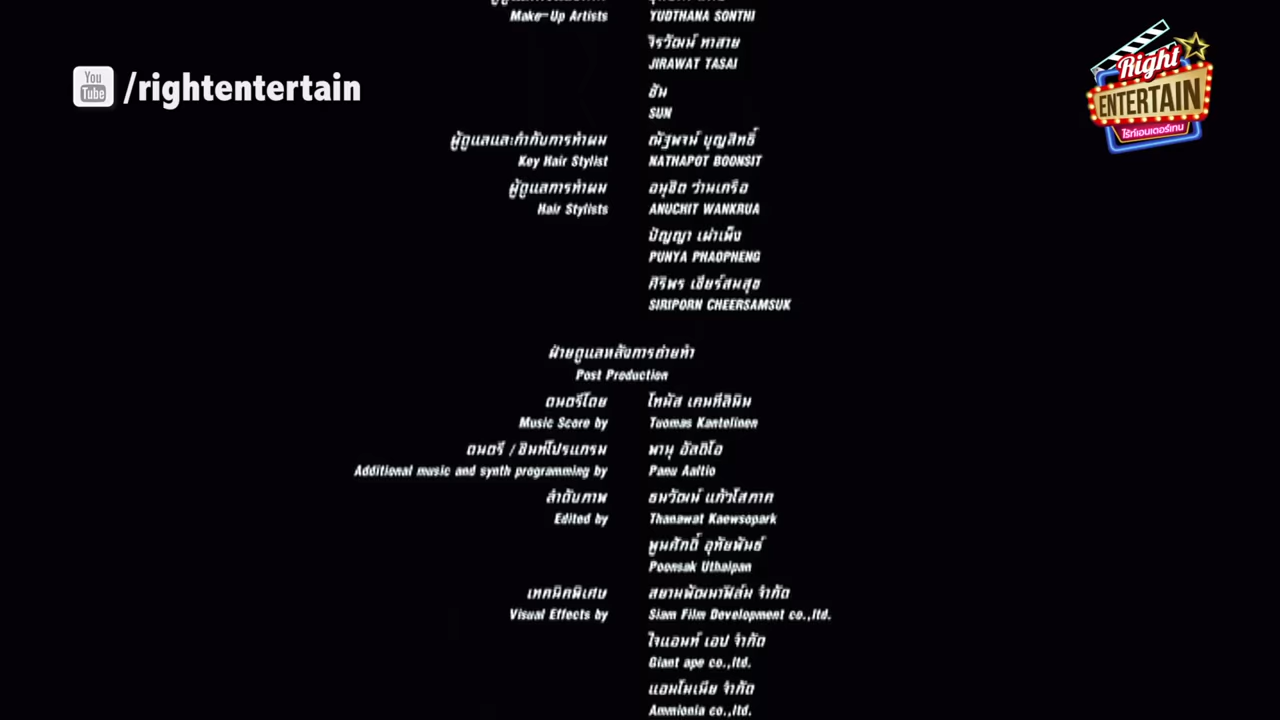 Make-Up Artists YUDTHANA SONTHI
จิรวัฒน์ ทาสาย
JIRAWAT TASAI
ซัน
SUN
ผู้ดูแลและกำกับการทำผม ณัฐพจน์ บุญสิทธิ์
Key Hair Stylist NATHAPOT BOONSIT
ผู้ดูแลการทำผม อนุชิต ว่านเครือ
Hair Stylists ANUCHIT WANKRUA
ปัญญา เผ่าเพ็ง
PUNYA PHAOPHENG
ศิริพร เชียร์สมสุข
SIRIPORN CHEERSAMSUK
ฝ่ายดูแลหลังการถ่ายทำ
Post Production
ดนตรีโดย โทมัส เคนทีลินิน
Music Score by Tuomas Kantelinen
ดนตรี / ซินท์โปรแกรม พานุ อัลติโอ
Additional music and synth programming by Panu Aaltio
ลำดับภาพ ธนวัฒน์ แก้วโสภาค
Edited by Thanawat Kaewsopark
พูนศักดิ์ อุทัยพันธ์
Poonsak Uthaipan
เทคนิคพิเศษ สยามพัฒนาฟิล์ม จำกัด
Visual Effects by Siam Film Development co.,ltd.
ใจแอนท์ เอป จำกัด
Giant ape co.,ltd.
แอมโมเนีย จำกัด
Ammionia co.,ltd.
You Tube /rightentertain
Right
ENTERTAIN
ไร้ท์เอนเตอร์เทน